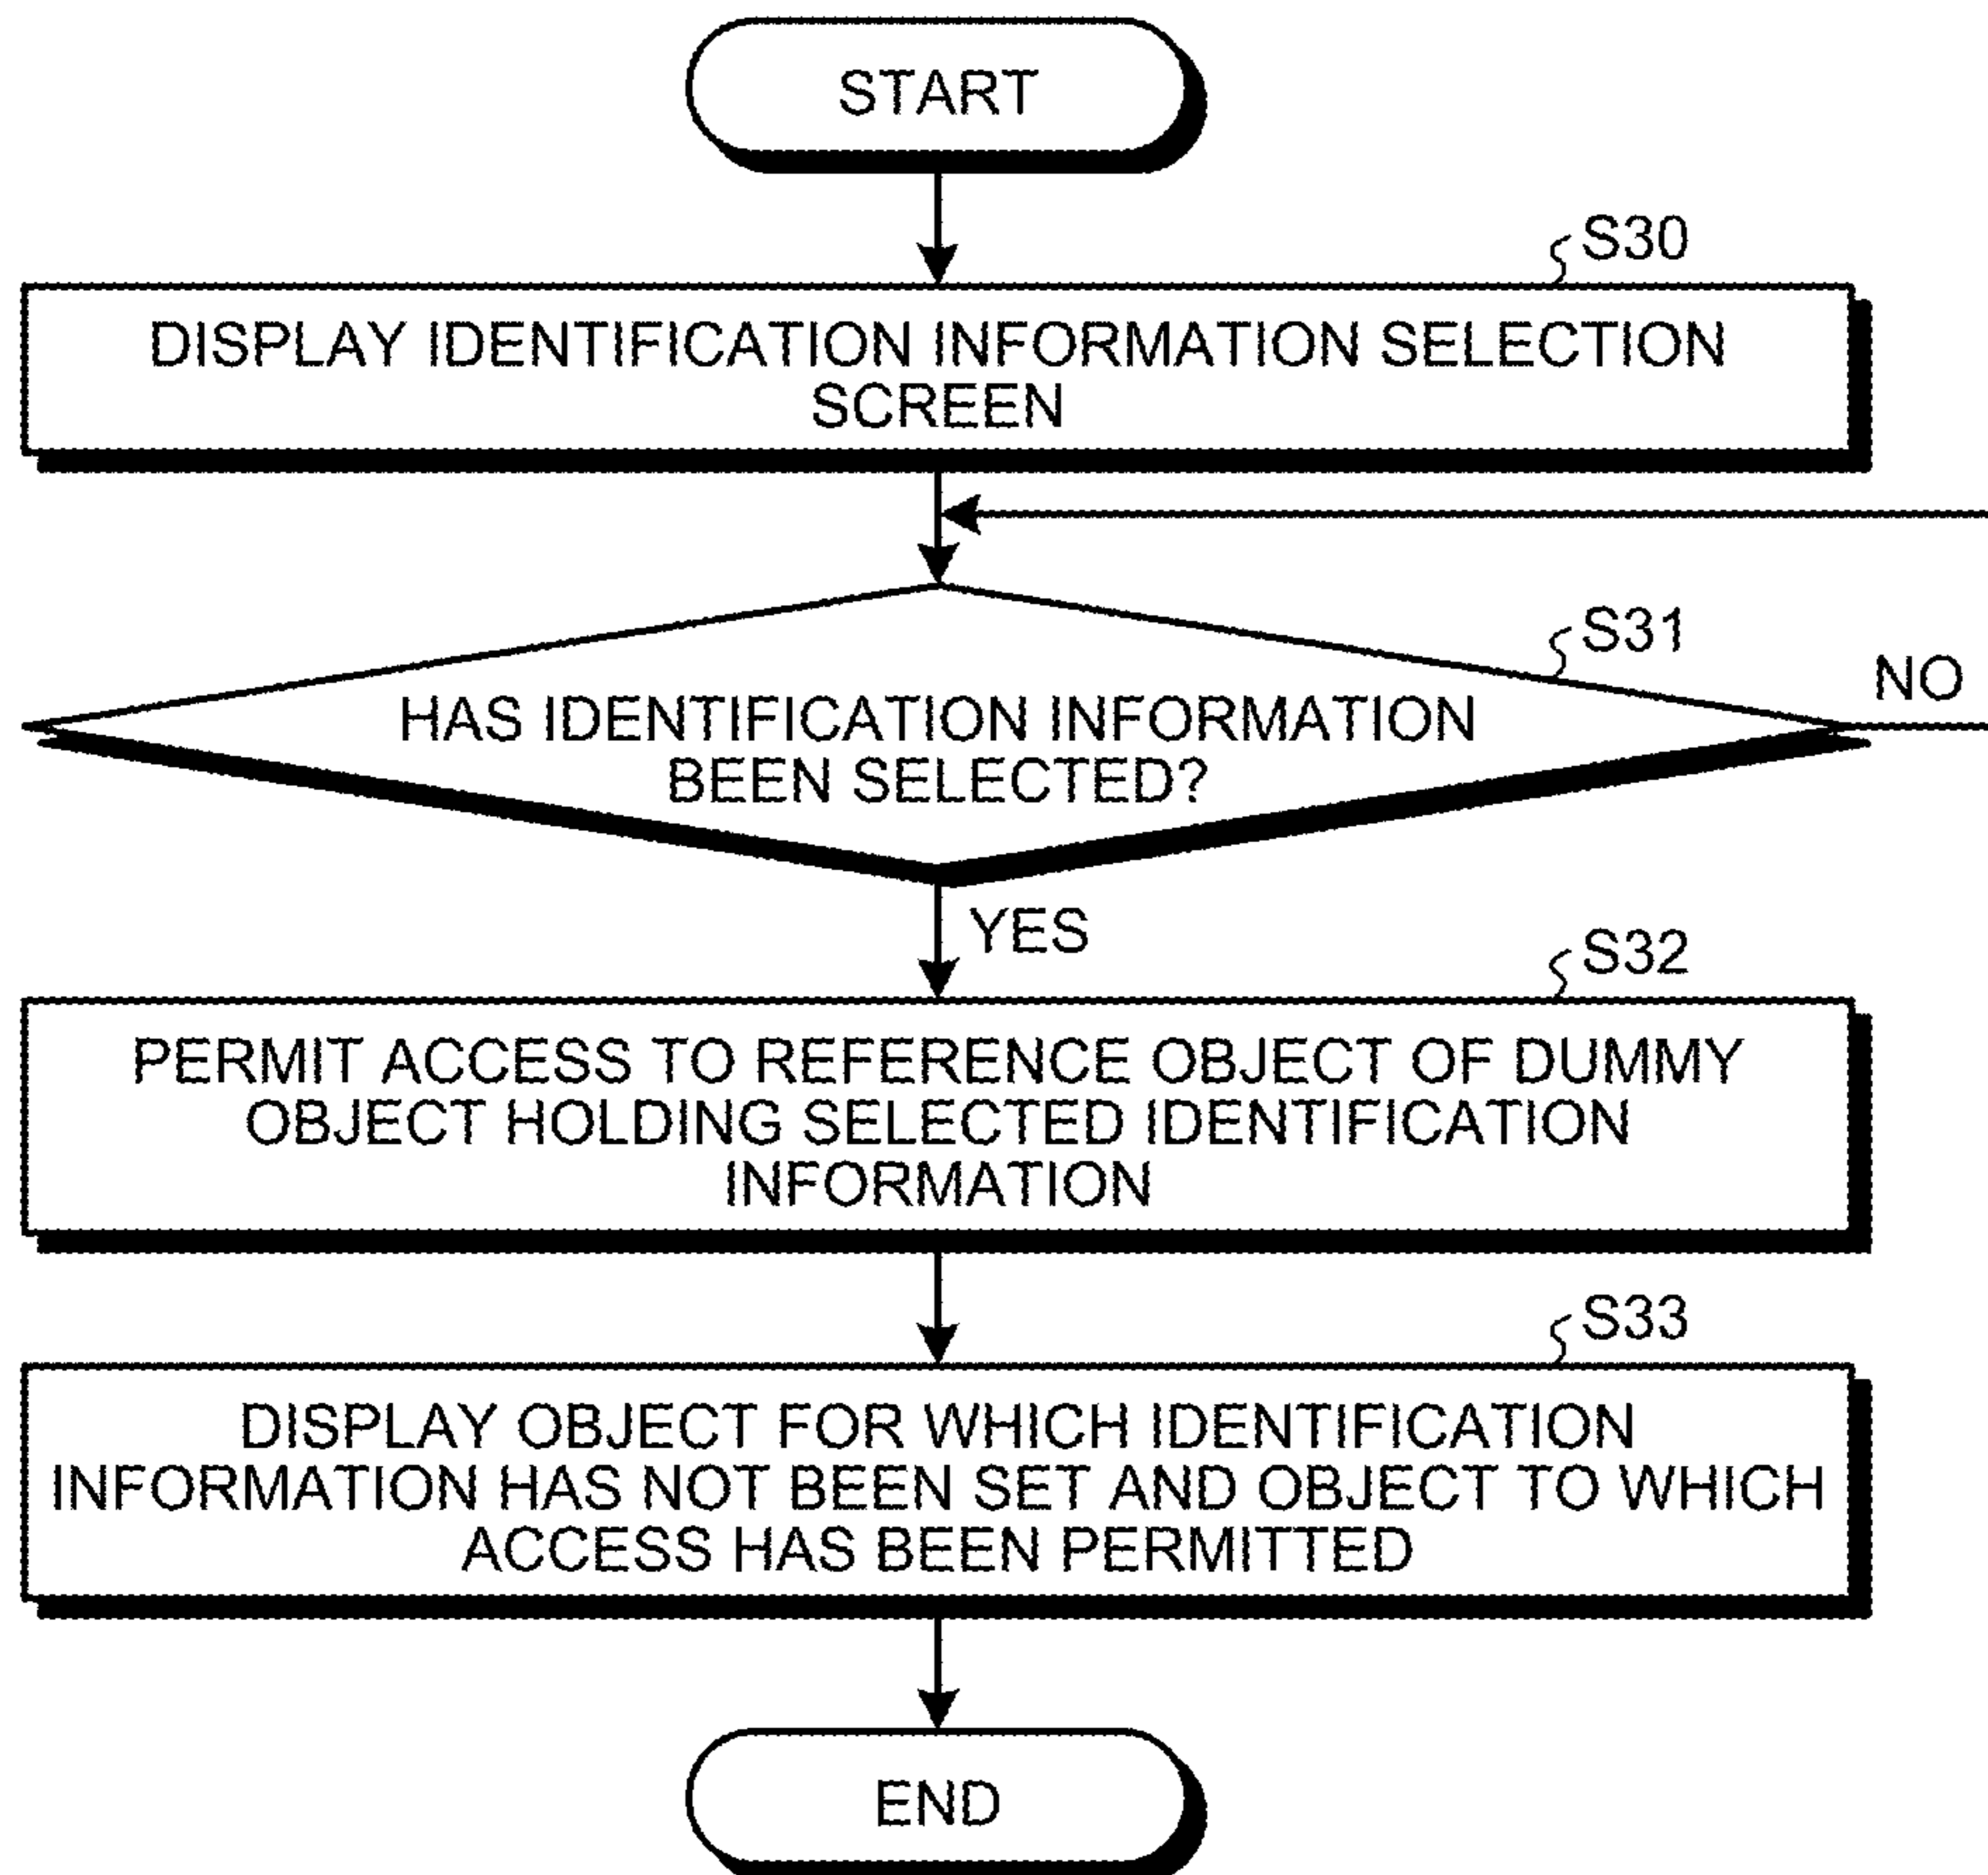 START
S30
DISPLAY IDENTIFICATION INFORMATION SELECTION
SCREEN
S31
NO
HAS IDENTIFICATION INFORMATION
BEEN SELECTED?
YES
S32
PERMIT ACCESS TO REFERENCE OBJECT OF DUMMY
OBJECT HOLDING SELECTED IDENTIFICATION
INFORMATION
S33
DISPLAY OBJECT FOR WHICH IDENTIFICATION
INFORMATION HAS NOT BEEN SET AND OBJECT TO WHICH
ACCESS HAS BEEN PERMITTED
END